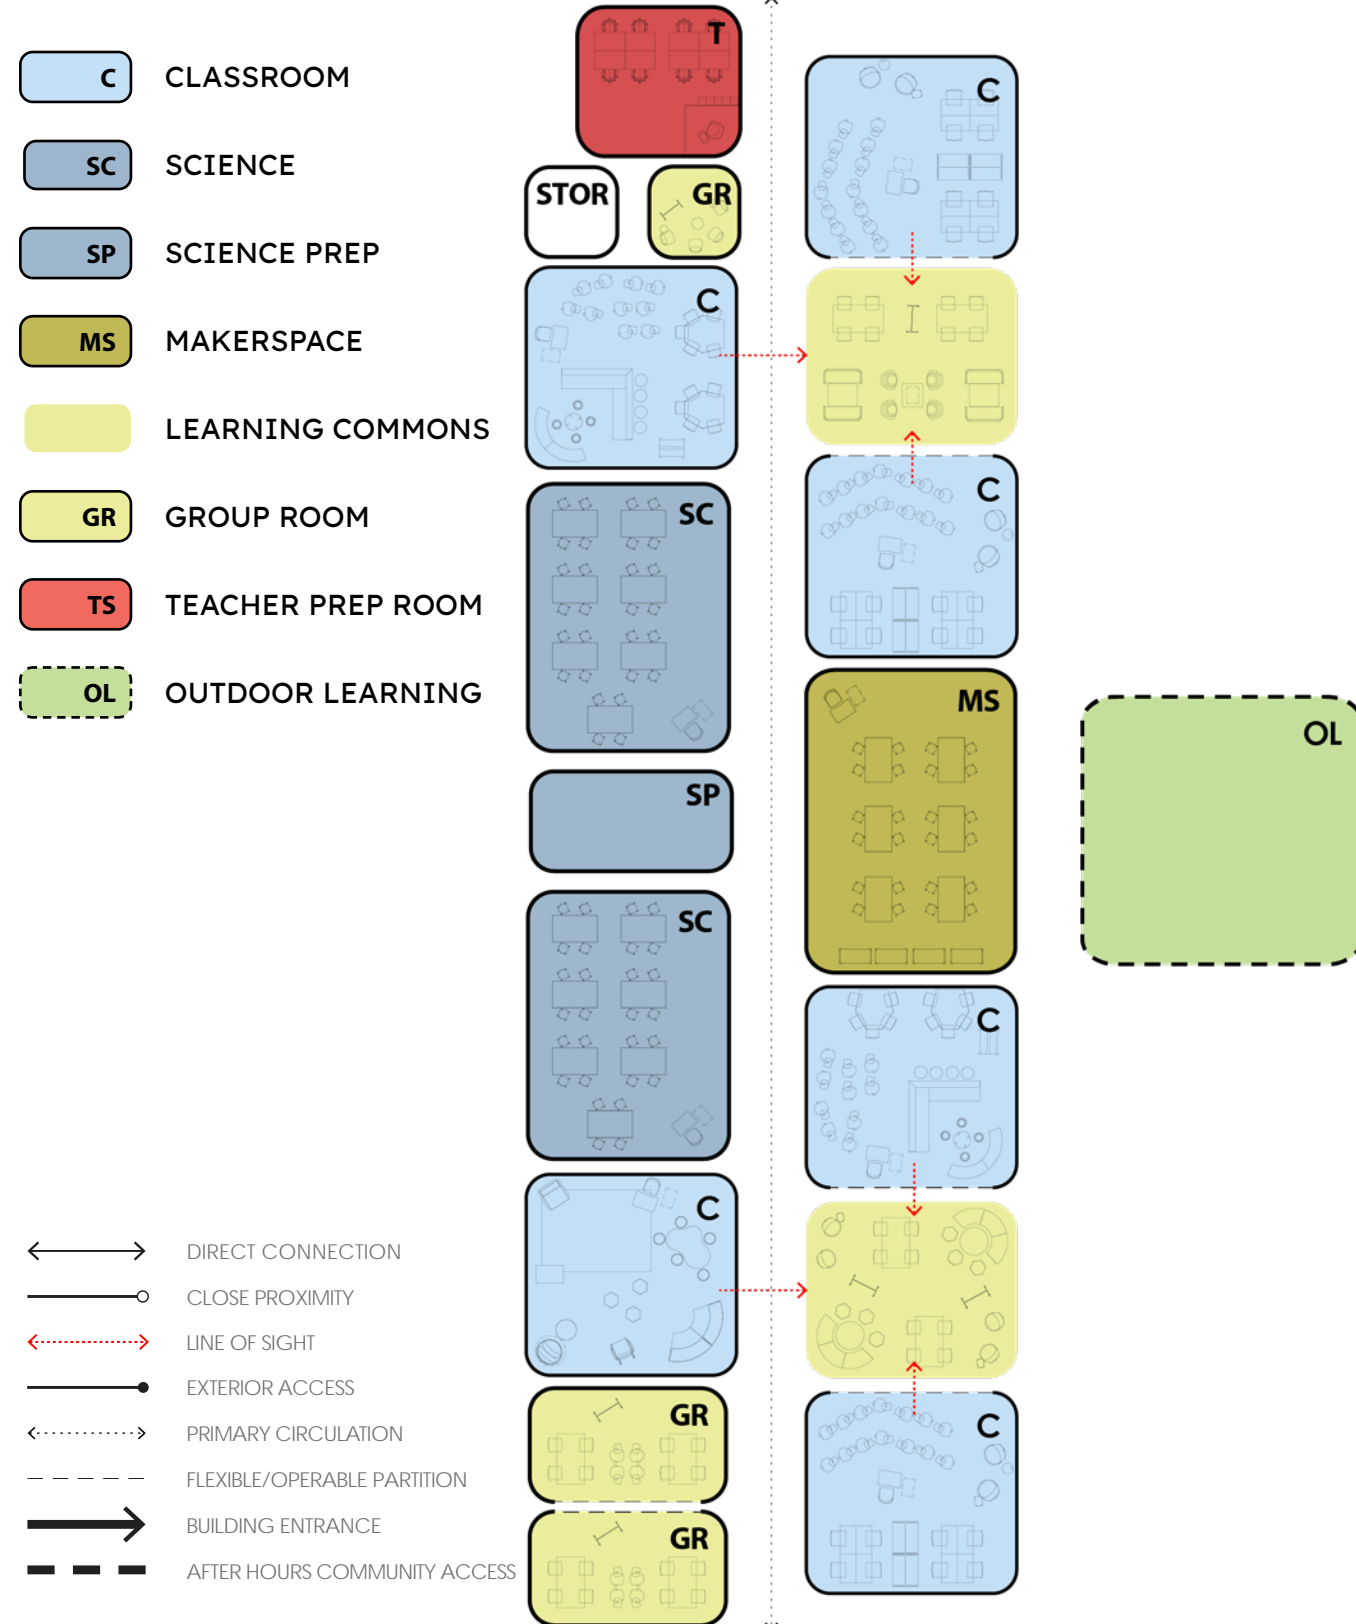 C CLASSROOM
SC SCIENCE
SP SCIENCE PREP
MS MAKERSPACE
LEARNING COMMONS
GR GROUP ROOM
TS TEACHER PREP ROOM
OL OUTDOOR LEARNING
DIRECT CONNECTION
CLOSE PROXIMITY
LINE OF SIGHT
EXTERIOR ACCESS
PRIMARY CIRCULATION
FLEXIBLE/OPERABLE PARTITION
BUILDING ENTRANCE
AFTER HOURS COMMUNITY ACCESS
T
STOR
GR
C
SC
SP
SC
C
GR
GR
C
C
MS
C
C
OL